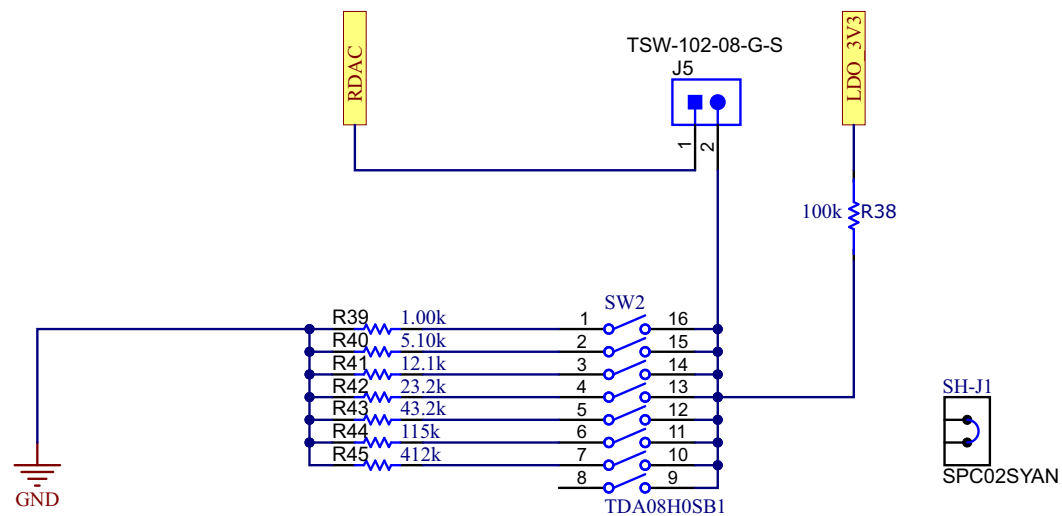 RDAC
TSW-102-08-G-S
J5
1
2
LDO_3V3
100k
R38
SW2
R39 1.00k 1 16
R40 5.10k 2 15
R41 12.1k 3 14
R42 23.2k 4 13
R43 43.2k 5 12
R44 115k 6 11
R45 412k 7 10
8 9
TDA08H0SB1
GND
SH-J1
SPC02SYAN